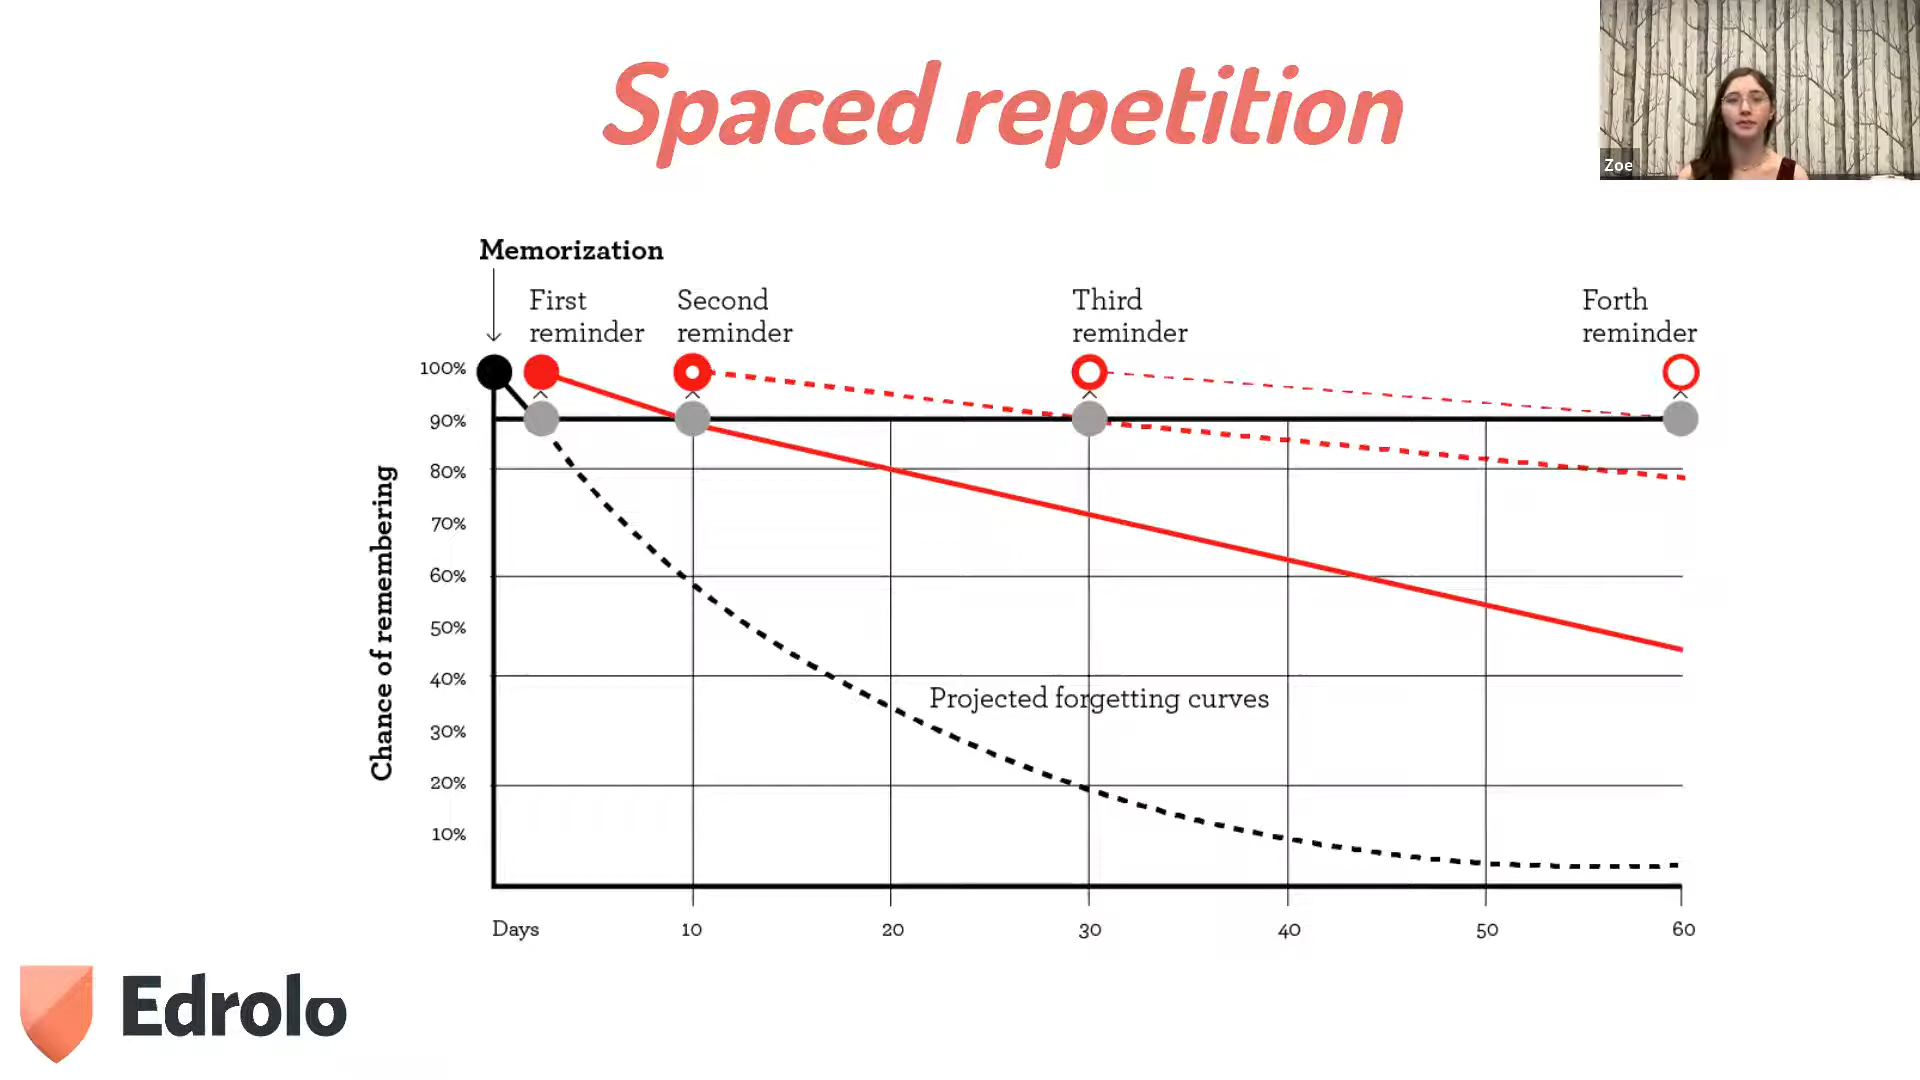 Spaced repetition
Zoe
Memorization
First
reminder
Second
reminder
Third
reminder
Forth
reminder
100%
90%
80%
70%
60%
50%
40%
30%
20%
10%
Chance of remembering
Projected forgetting curves
Days
10
20
30
40
50
60
Edrolo